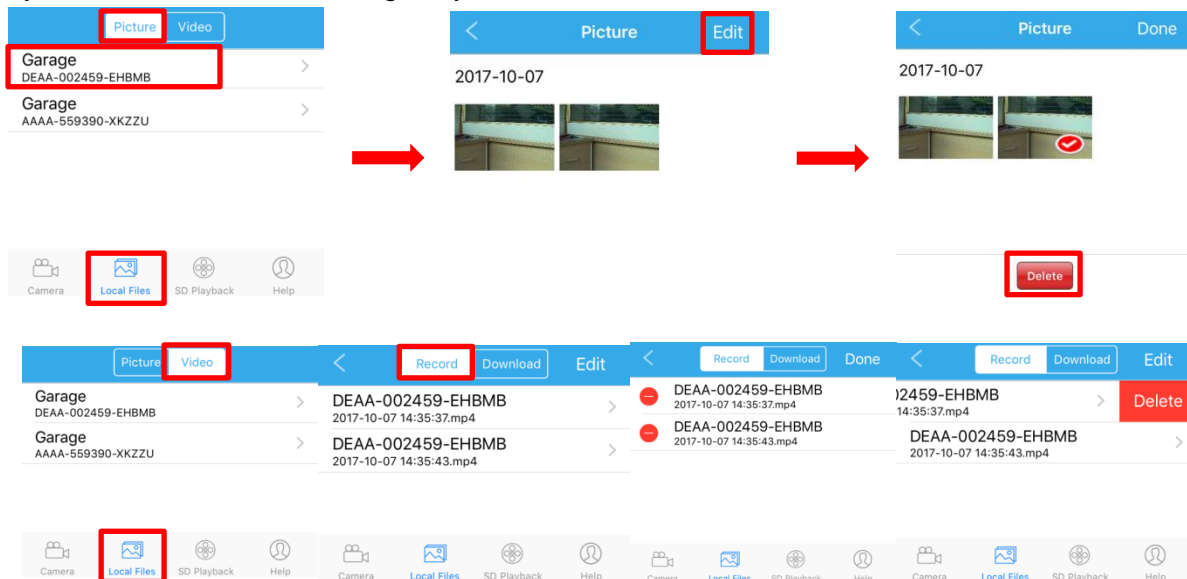 Picture Video
Garage
DEAA-002459-EHBMB
Garage
AAAA-559390-XKZZU
Camera Local Files SD Playback Help
Picture Edit
2017-10-07
Picture Done
2017-10-07
Delete
Picture Video
Garage
DEAA-002459-EHBMB
Garage
AAAA-559390-XKZZU
Camera Local Files SD Playback Help
Record Download Edit
DEAA-002459-EHBMB
2017-10-07 14:35:37.mp4
DEAA-002459-EHBMB
2017-10-07 14:35:43.mp4
Camera Local Files SD Playback Help
Record Download Done
DEAA-002459-EHBMB
2017-10-07 14:35:37.mp4
DEAA-002459-EHBMB
2017-10-07 14:35:43.mp4
Camera Local Files SD Playback Help
Record Download Edit
2459-EHBMB Delete
14:35:37.mp4
DEAA-002459-EHBMB
2017-10-07 14:35:43.mp4
Camera Local Files SD Playback Help